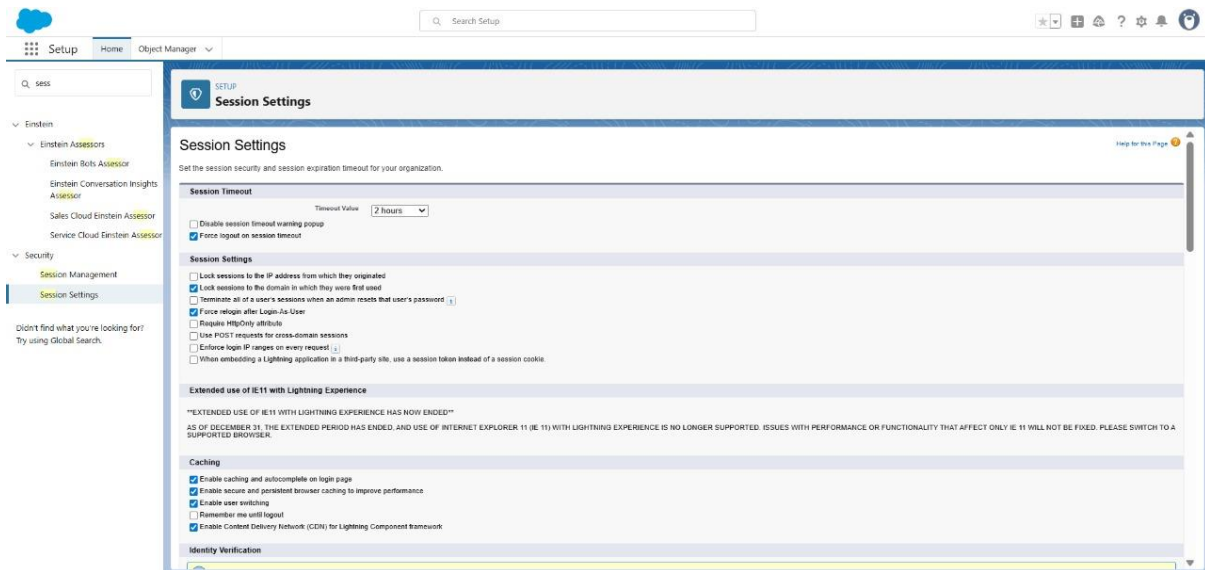 Search Setup
Setup
Home
Object Manager
sess
Einstein
Einstein Assessors
Einstein Bots Assessor
Einstein Conversation Insights
Assessor
Sales Cloud Einstein Assessor
Service Cloud Einstein Assessor
Security
Session Management
Session Settings
Didn't find what you're looking for?
Try using Global Search.
SETUP
Session Settings
Session Settings
Help for this Page
Set the session security and session expiration timeout for your organization.
Session Timeout
Timeout Value 2 hours
Disable session timeout warning popup
Force logout on session timeout
Session Settings
Lock sessions to the IP address from which they originated
Lock sessions to the domain in which they were first used
Terminate all of a user's sessions when an admin resets that user's password
Force relogin after Login-As-User
Require HttpOnly attribute
Use POST requests for cross-domain sessions
Enforce login IP ranges on every request
When embedding a Lightning application in a third-party site, use a session token instead of a session cookie.
Extended use of IE11 with Lightning Experience
**EXTENDED USE OF IE11 WITH LIGHTNING EXPERIENCE HAS NOW ENDED**
AS OF DECEMBER 31, THE EXTENDED PERIOD HAS ENDED, AND USE OF INTERNET EXPLORER 11 (IE 11) WITH LIGHTNING EXPERIENCE IS NO LONGER SUPPORTED. ISSUES WITH PERFORMANCE OR FUNCTIONALITY THAT AFFECT ONLY IE 11 WILL NOT BE FIXED. PLEASE SWITCH TO A
SUPPORTED BROWSER.
Caching
Enable caching and autocomplete on login page
Enable secure and persistent browser caching to improve performance
Enable user switching
Remember me until logout
Enable Content Delivery Network (CDN) for Lightning Component framework
Identity Verification